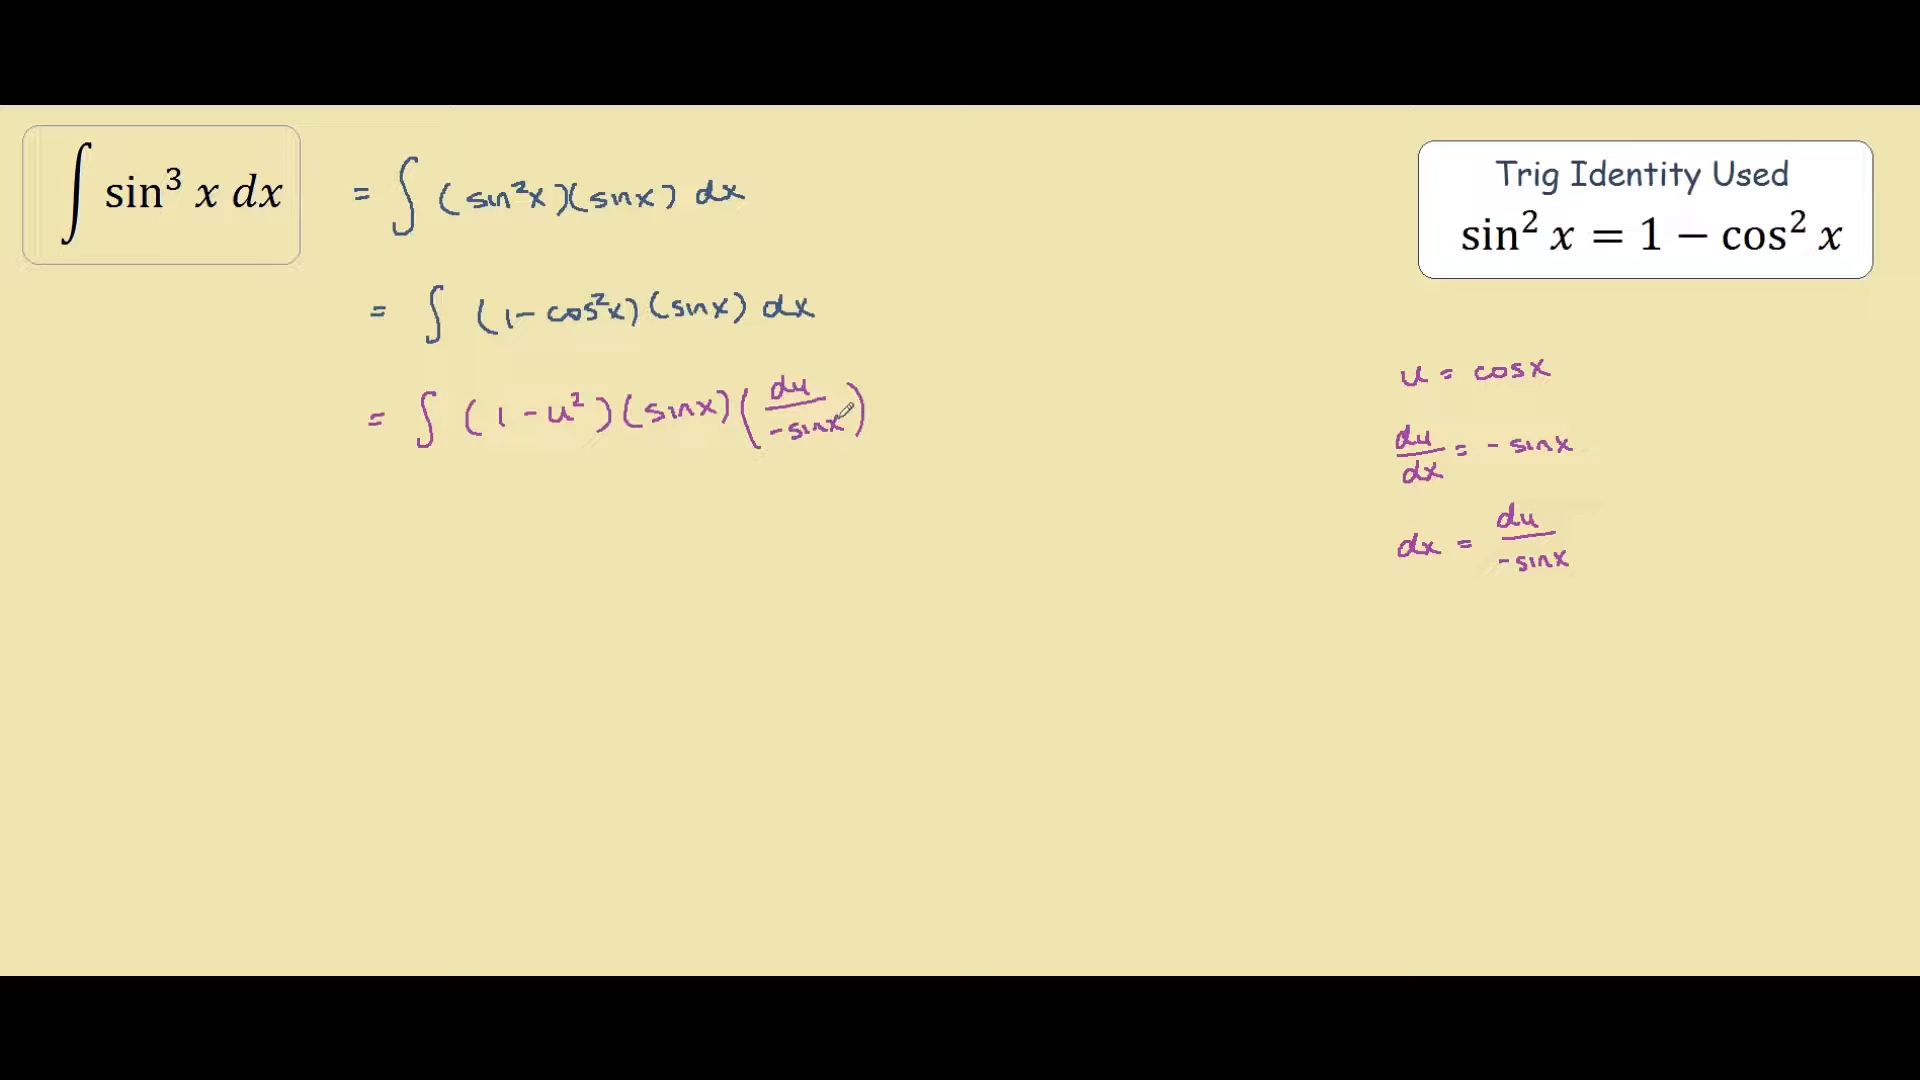 ∫ sin³ x dx = ∫ (sin²x)(sinx) dx
= ∫ (1-cos²x)(sinx) dx
= ∫ (1-u²)(sinx)(du/-sinx)
Trig Identity Used
sin² x = 1 − cos² x
u = cosx
du/dx = -sinx
dx = du/-sinx